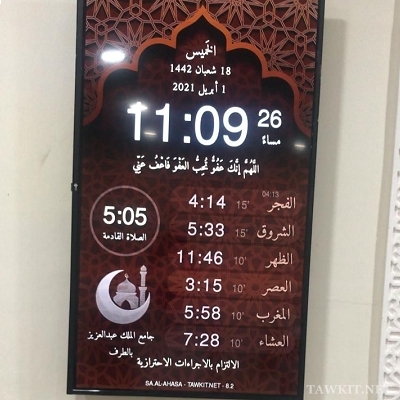 الخميس
18 شعبان 1442
1 أبريل 2021
11:09 26
مساءً
اللَّهُمَّ إِنَّكَ عَفُوٌّ تُحِبُّ العَفْوَ فَاعْفُ عَنِّي
04:13
الفجر 15' 4:14
الشروق 15' 5:33
الظهر 10' 11:46
العصر 10' 3:15
المغرب 10' 5:58
العشاء 10' 7:28
5:05
الصلاة القادمة
جامع الملك عبدالعزيز
بالطرف
الالتزام بالاجراءات الاحترازية
SA.AL-AHASA - TAWKIT.NET - 8.2
TAWKIT.NET